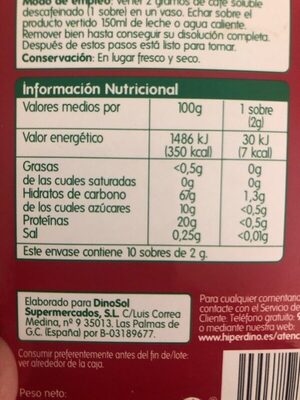 Modo de empleo: Verter 2 gramos de café soluble
descafeinado (1 sobre) en un vaso. Echar sobre el
producto vertido 150ml de leche o agua caliente.
Remover bien hasta conseguir su disolución completa.
Después de estos pasos está listo para tomar.
Conservación: En lugar fresco y seco.
Información Nutricional
Valores medios por 100g 1 sobre
(2g)
Valor energético 1486 kJ 30 kJ
(350 kcal) (7 kcal)
Grasas <0,5g 0g
de las cuales saturadas 0g 0g
Hidratos de carbono 67g 1,3g
de los cuales azúcares 10g <0,5g
Proteínas 20g <0,5g
Sal 0,25g <0,01g
Este envase contiene 10 sobres de 2 g.
Elaborado para DinoSol
Supermercados, S.L. C/Luis Correa
Medina, nº 9 35013. Las Palmas de
G.C. (España) por B-03189677.
Para cualquier comentario
contacte con el Servicio de
Cliente. Teléfono gratuito: 9
o mediante nuestra web:
www.hiperdino.es/atenc
Consumir preferentemente antes del fin de/lote:
ver alrededor de la caja.
Peso neto: